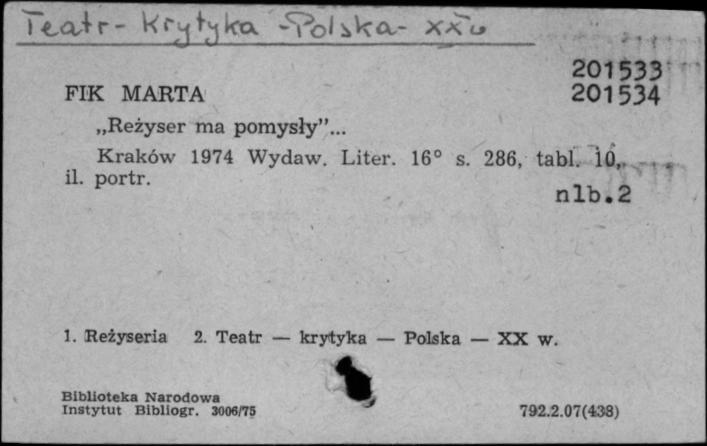 Teatr - Krytyka - Polska - XX w
201533
FIK MARTA 201534
„Reżyser ma pomysły”...
Kraków 1974 Wydaw. Liter. 16° s. 286, tabl. 10,
il. portr.
nlb.2
1. Reżyseria 2. Teatr — krytyka — Polska — XX w.
Biblioteka Narodowa
Instytut Bibliogr. 3006/75 792.2.07(438)